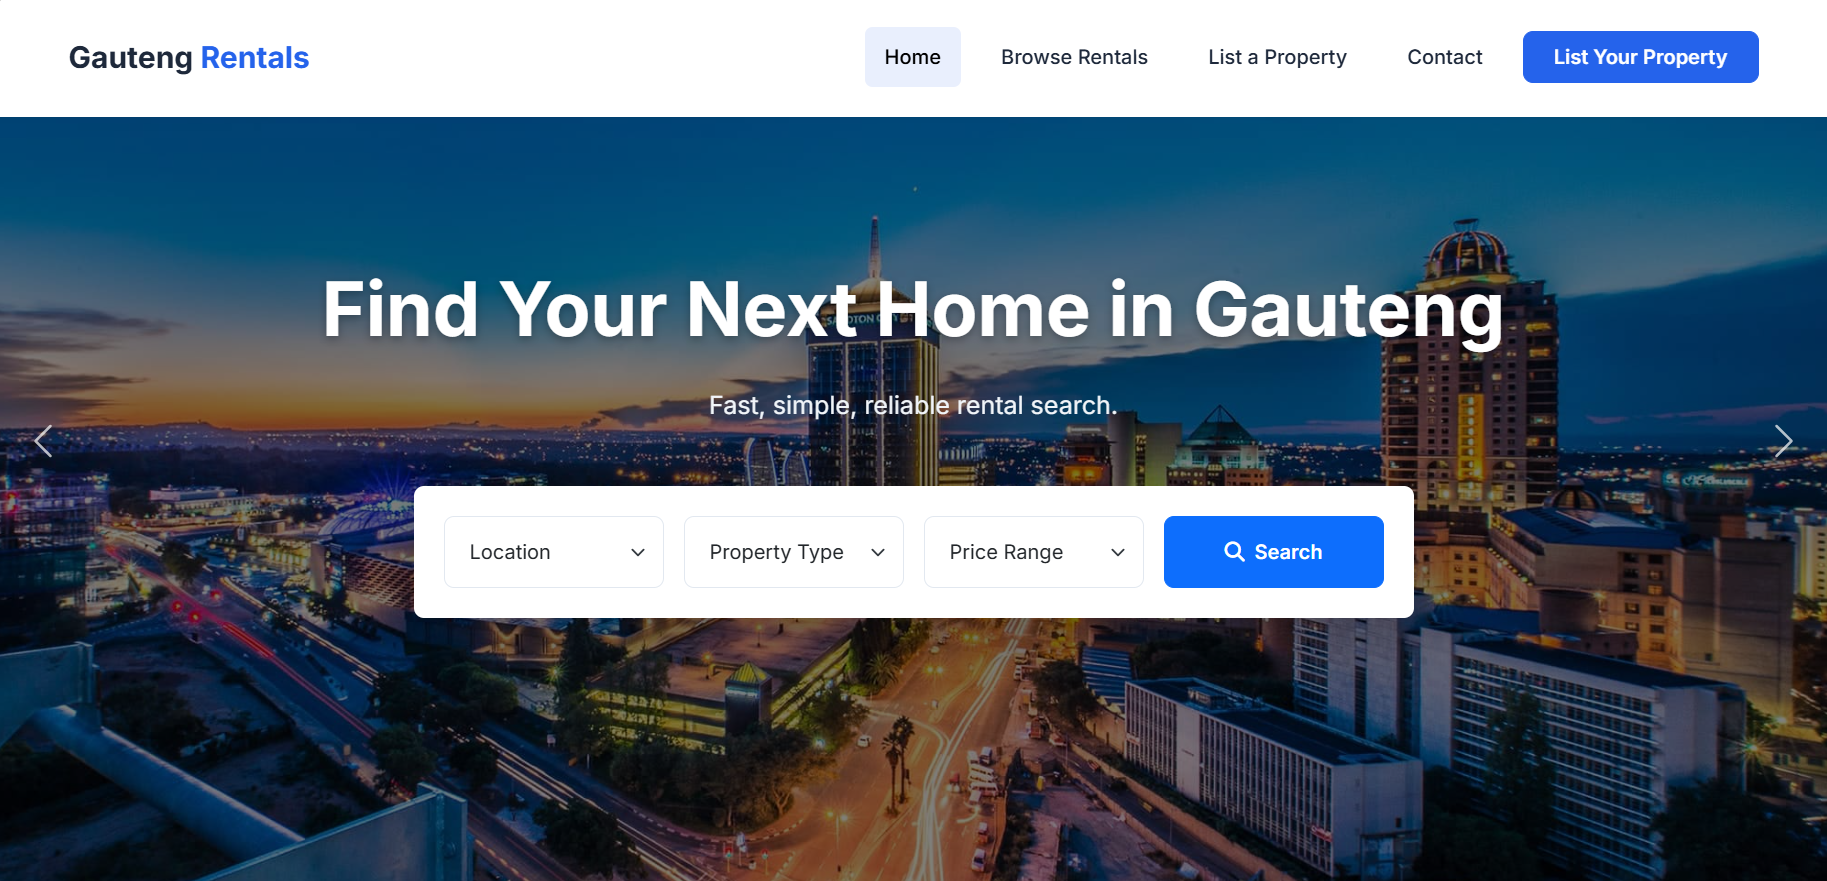 Gauteng Rentals
Home
Browse Rentals
List a Property
Contact
List Your Property
Find Your Next Home in Gauteng
Fast, simple, reliable rental search.
Location
Property Type
Price Range
Search